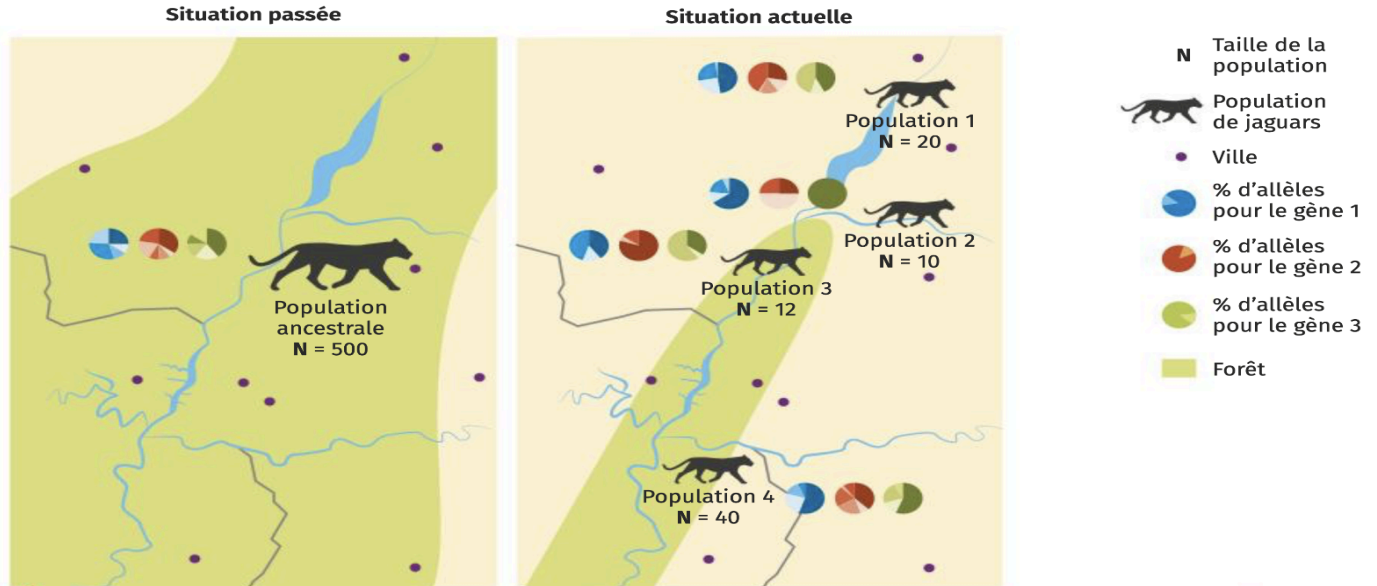 Situation passée
Population
ancestrale
N = 500
Situation actuelle
Population 1
N = 20
Population 2
N = 10
Population 3
N = 12
Population 4
N = 40
N Taille de la
population
Population
de jaguars
Ville
% d'allèles
pour le gène 1
% d'allèles
pour le gène 2
% d'allèles
pour le gène 3
Forêt